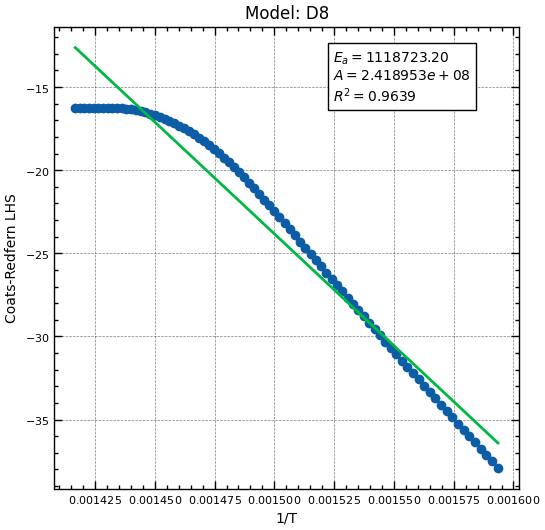 Model: D8
E_a = 1118723.20
A = 2.418953e + 08
R² = 0.9639
Coats-Redfern LHS
−15
−20
−25
−30
−35
0.001425 0.001450 0.001475 0.001500 0.001525 0.001550 0.001575 0.001600
1/T